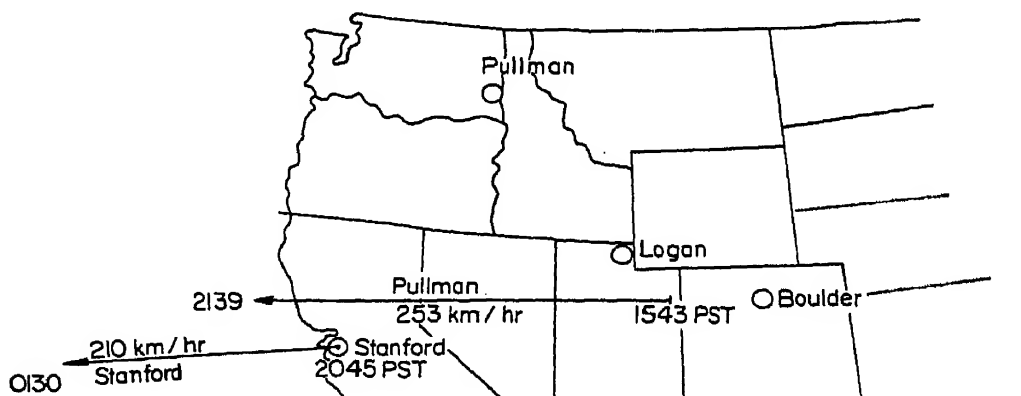 Pullman
Logan
Pullman
2139
253 km/hr
1543 PST
Boulder
210 km/hr
Stanford
2045 PST
0130
Stanford